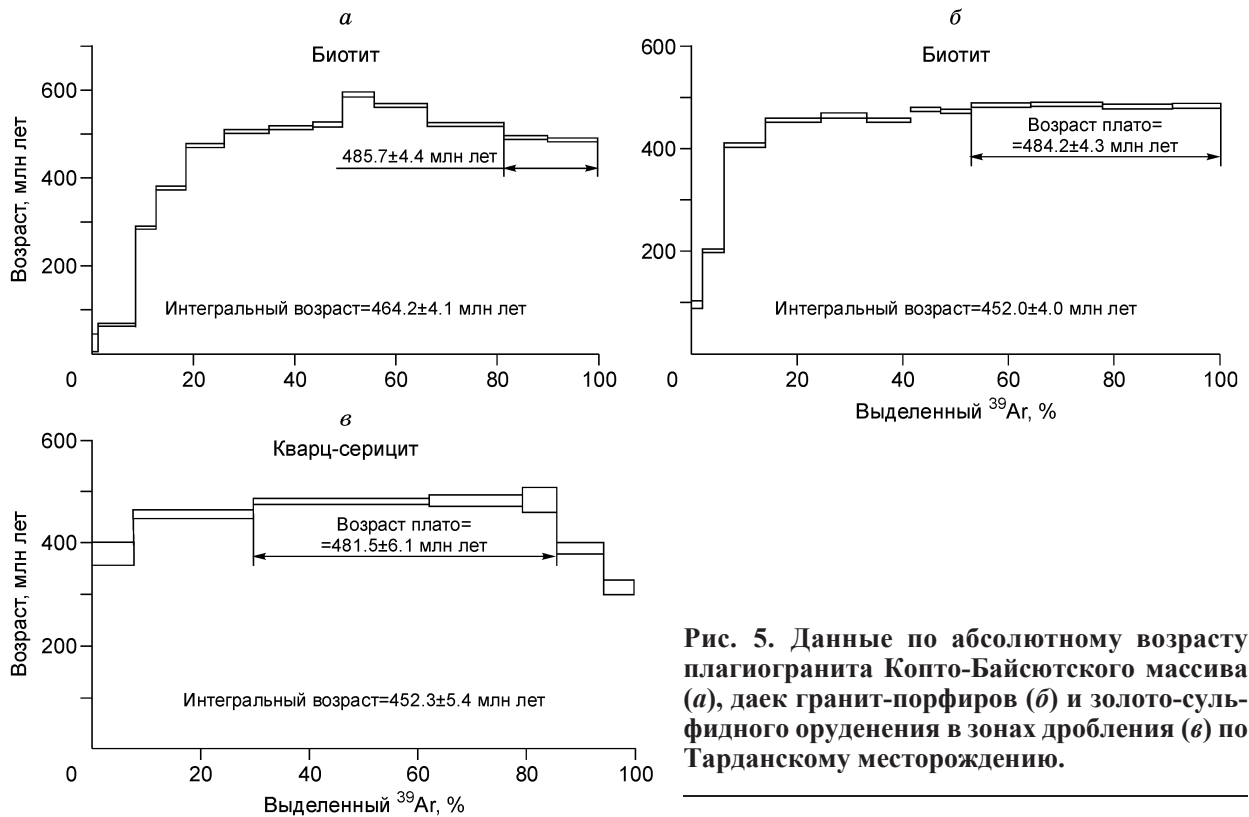 а
Биотит
Возраст, млн лет
600
400
200
0
485.7±4.4 млн лет
Интегральный возраст=464.2±4.1 млн лет
20
40
60
80
100
б
Биотит
600
400
200
0
Возраст плато=
=484.2±4.3 млн лет
Интегральный возраст=452.0±4.0 млн лет
20
40
60
80
100
Выделенный ³⁹Ar, %
в
Кварц-серицит
Возраст, млн лет
600
400
200
0
Возраст плато=
=481.5±6.1 млн лет
Интегральный возраст=452.3±5.4 млн лет
20
40
60
80
100
Выделенный ³⁹Ar, %
Рис. 5. Данные по абсолютному возрасту
плагиогранита Копто-Байсютского массива
(а), даек гранит-порфиров (б) и золото-суль-
фидного оруденения в зонах дробления (в) по
Тарданскому месторождению.